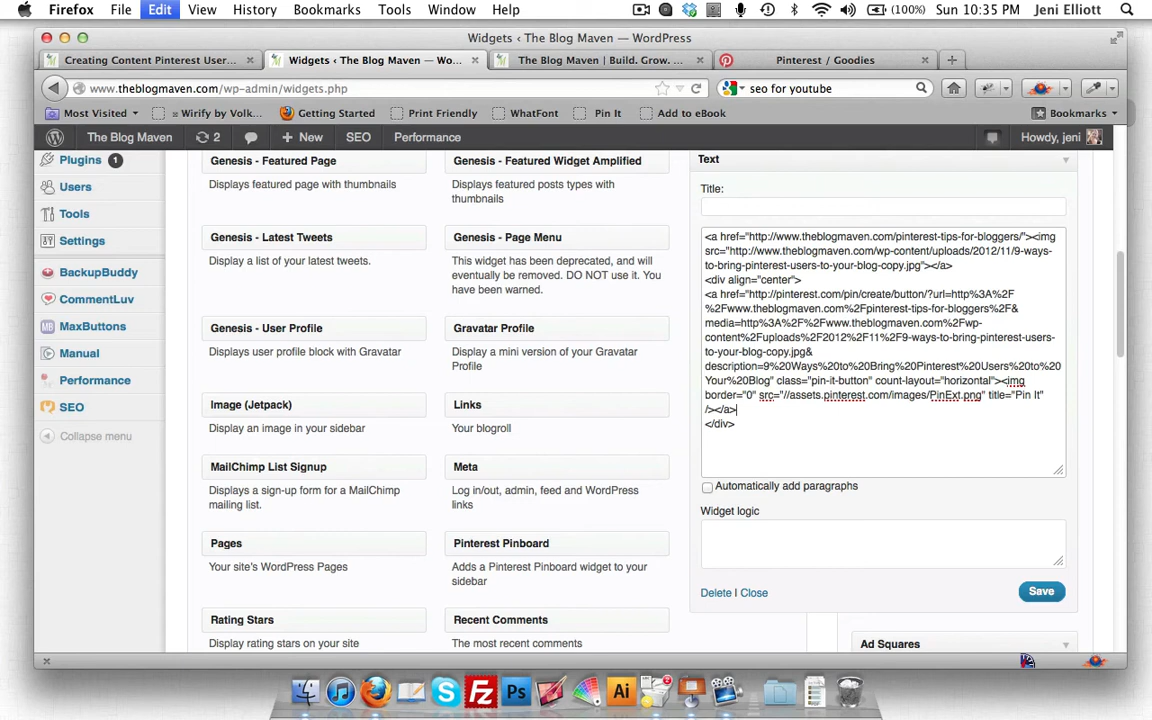 Firefox File Edit View History Bookmarks Tools Window Help (100%) Sun 10:35 PM Jeni Elliott
Widgets ‹ The Blog Maven — WordPress
Creating Content Pinterest User... × Widgets ‹ The Blog Maven — Wo... × The Blog Maven | Build. Grow. ... × Pinterest / Goodies × +
www.theblogmaven.com/wp-admin/widgets.php seo for youtube
Most Visited Wirify by Volk... Getting Started Print Friendly WhatFont Pin It Add to eBook Bookmarks
The Blog Maven 2 + New SEO Performance Howdy, jeni
Plugins 1
Users
Tools
Settings
BackupBuddy
CommentLuv
MaxButtons
Manual
Performance
SEO
Collapse menu
Genesis - Featured Page
Displays featured page with thumbnails
Genesis - Featured Widget Amplified
Displays featured posts types with
thumbnails
Genesis - Latest Tweets
Display a list of your latest tweets.
Genesis - Page Menu
This widget has been deprecated, and will
eventually be removed. DO NOT use it. You
have been warned.
Genesis - User Profile
Displays user profile block with Gravatar
Gravatar Profile
Display a mini version of your Gravatar
Profile
Image (Jetpack)
Display an image in your sidebar
Links
Your blogroll
MailChimp List Signup
Displays a sign-up form for a MailChimp
mailing list.
Meta
Log in/out, admin, feed and WordPress
links
Pages
Your site's WordPress Pages
Pinterest Pinboard
Adds a Pinterest Pinboard widget to your
sidebar
Rating Stars
Display rating stars on your site
Recent Comments
The most recent comments
Text
Title:
<a href="http://www.theblogmaven.com/pinterest-tips-for-bloggers/"><img
src="http://www.theblogmaven.com/wp-content/uploads/2012/11/9-ways-
to-bring-pinterest-users-to-your-blog-copy.jpg"></a>
<div align="center">
<a href="http://pinterest.com/pin/create/button/?url=http%3A%2F
%2Fwww.theblogmaven.com%2Fpinterest-tips-for-bloggers%2F&
media=http%3A%2F%2Fwww.theblogmaven.com%2Fwp-
content%2Fuploads%2F2012%2F11%2F9-ways-to-bring-pinterest-users-
to-your-blog-copy.jpg&
description=9%20Ways%20to%20Bring%20Pinterest%20Users%20to%20
Your%20Blog" class="pin-it-button" count-layout="horizontal"><img
border="0" src="//assets.pinterest.com/images/PinExt.png" title="Pin It"
/></a>
</div>
Automatically add paragraphs
Widget logic
Delete | Close Save
Ad Squares
×
Fz Ps Ai